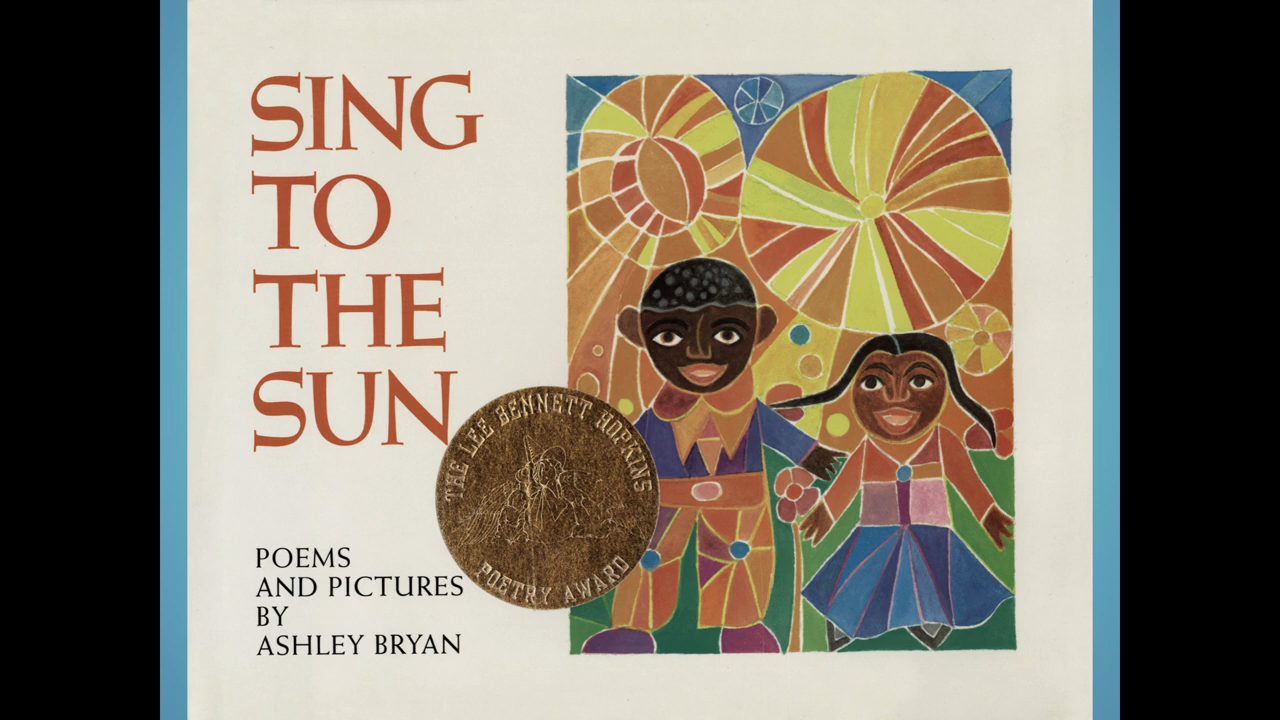 SING
TO
THE
SUN
THE LEE BENNETT HOPKINS
POETRY AWARD
POEMS
AND PICTURES
BY
ASHLEY BRYAN